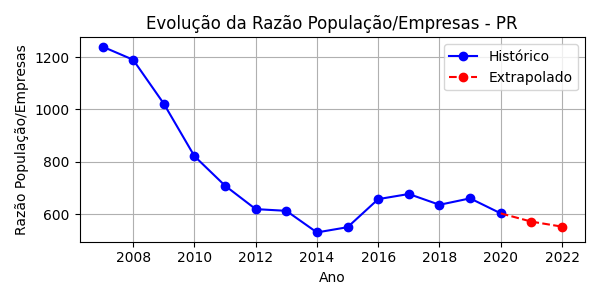 Evolução da Razão População/Empresas - PR
Razão População/Empresas
1200
1000
800
600
Histórico
Extrapolado
2008 2010 2012 2014 2016 2018 2020 2022
Ano